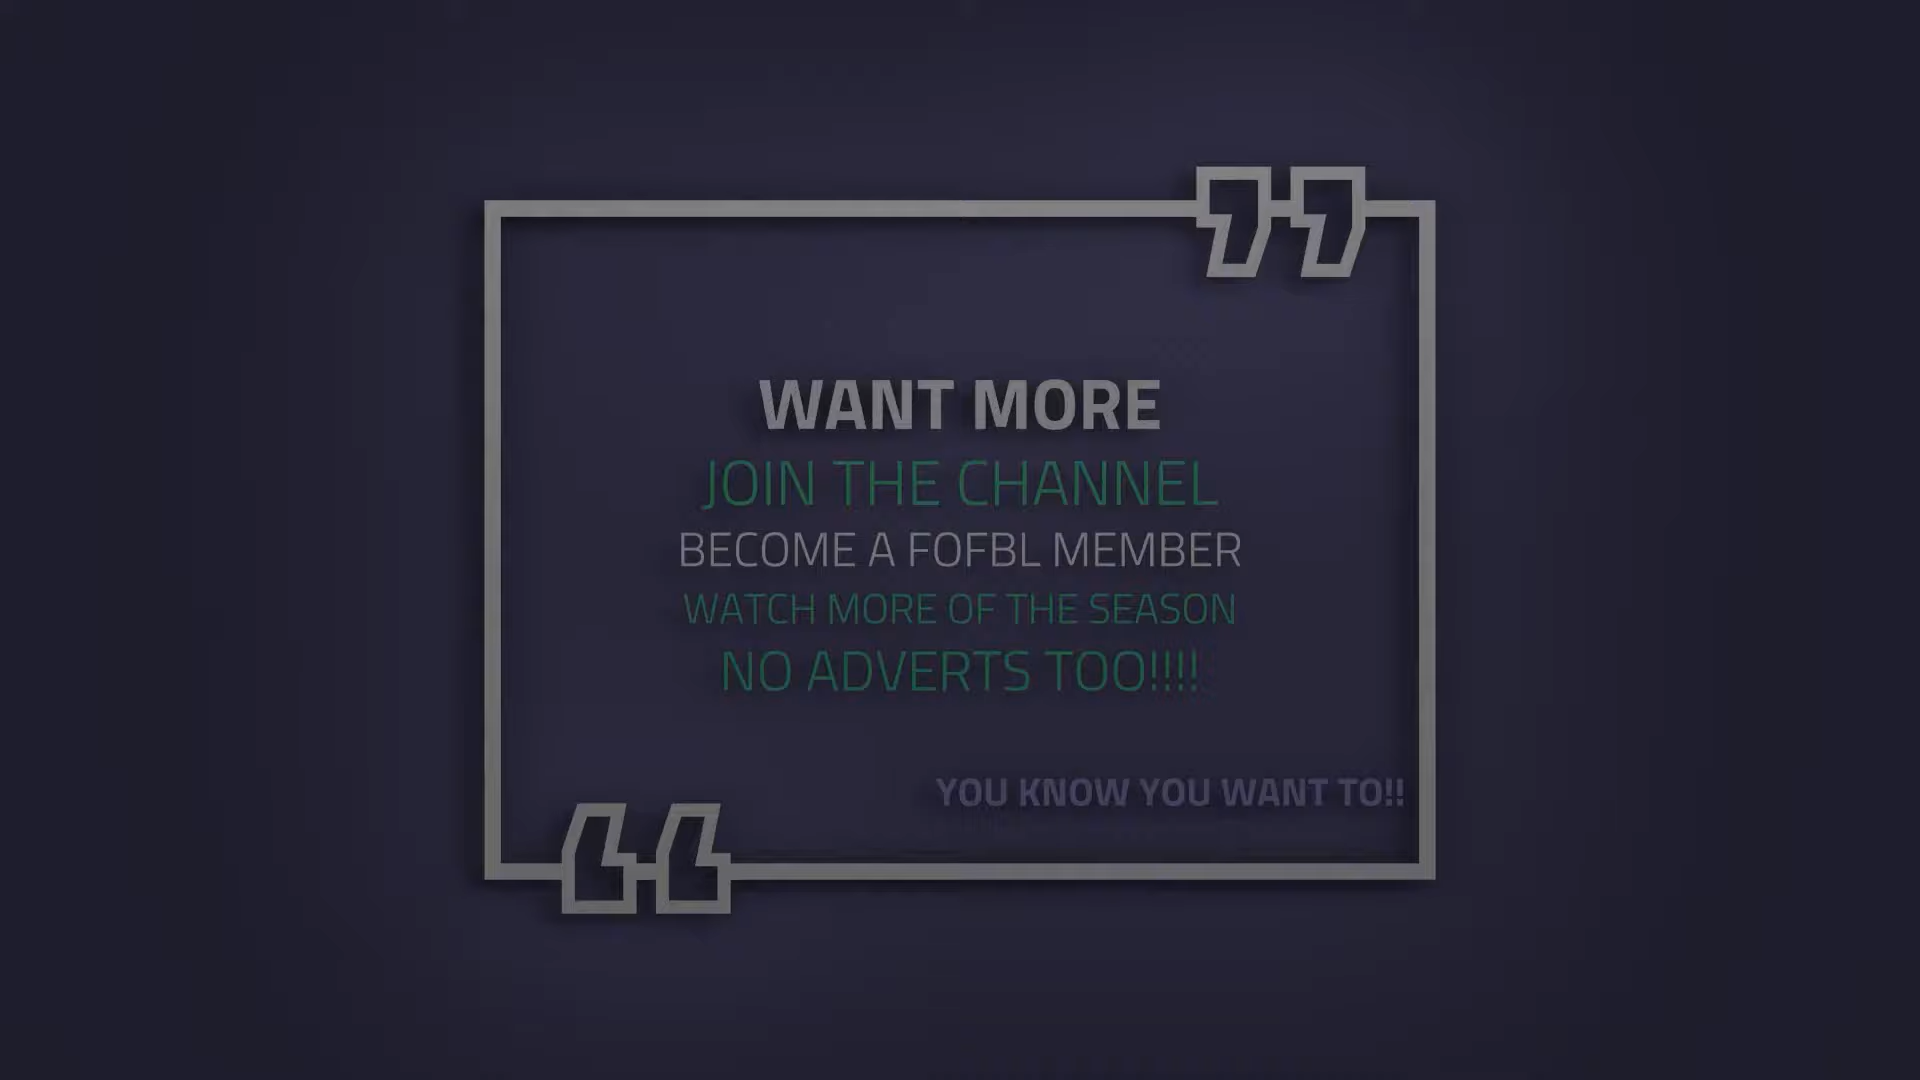 WANT MORE
JOIN THE CHANNEL
BECOME A FOFBL MEMBER
WATCH MORE OF THE SEASON
NO ADVERTS TOO!!!!
YOU KNOW YOU WANT TO!!